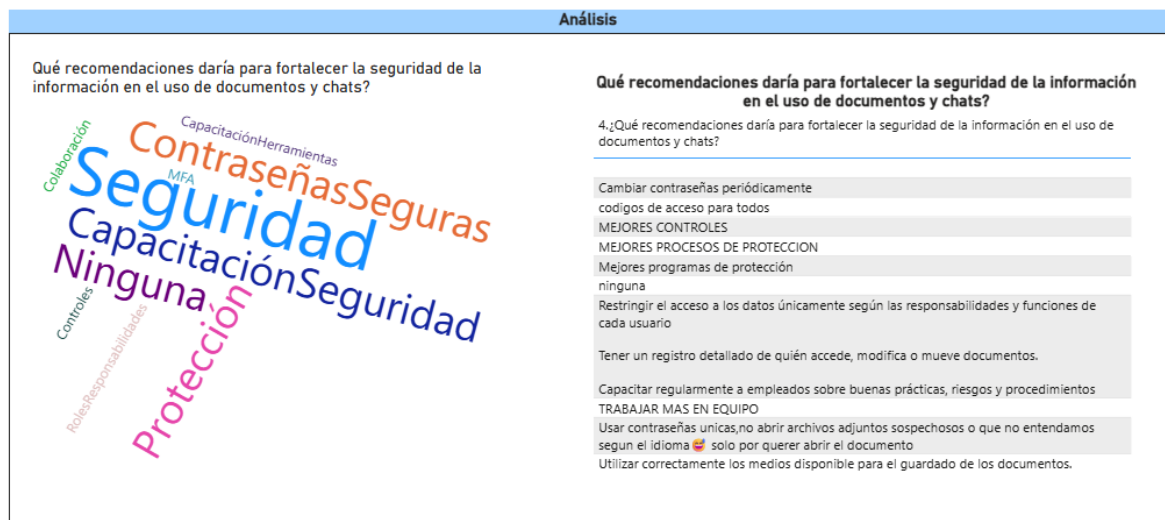 Análisis
Qué recomendaciones daría para fortalecer la seguridad de la
información en el uso de documentos y chats?
CapacitaciónHerramientas
ContraseñasSeguras
Colaboración
MFA
Seguridad
CapacitaciónSeguridad
Ninguna
Controles
RolesResponsabilidades
Protección
Qué recomendaciones daría para fortalecer la seguridad de la información
en el uso de documentos y chats?
4.¿Qué recomendaciones daría para fortalecer la seguridad de la información en el uso de
documentos y chats?
Cambiar contraseñas periódicamente
codigos de acceso para todos
MEJORES CONTROLES
MEJORES PROCESOS DE PROTECCION
Mejores programas de protección
ninguna
Restringir el acceso a los datos únicamente según las responsabilidades y funciones de
cada usuario
Tener un registro detallado de quién accede, modifica o mueve documentos.
Capacitar regularmente a empleados sobre buenas prácticas, riesgos y procedimientos
TRABAJAR MAS EN EQUIPO
Usar contraseñas unicas,no abrir archivos adjuntos sospechosos o que no entendamos
segun el idioma😅 solo por querer abrir el documento
Utilizar correctamente los medios disponible para el guardado de los documentos.